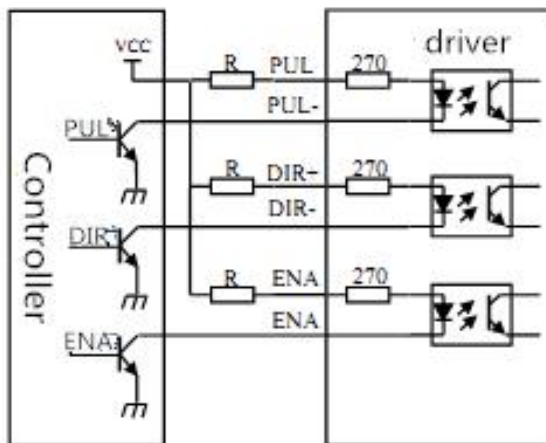 driver
vcc
R PUL 270
PUL-
PUL
R DIR+ 270
DIR-
DIR
R ENA 270
ENA
ENA
Controller